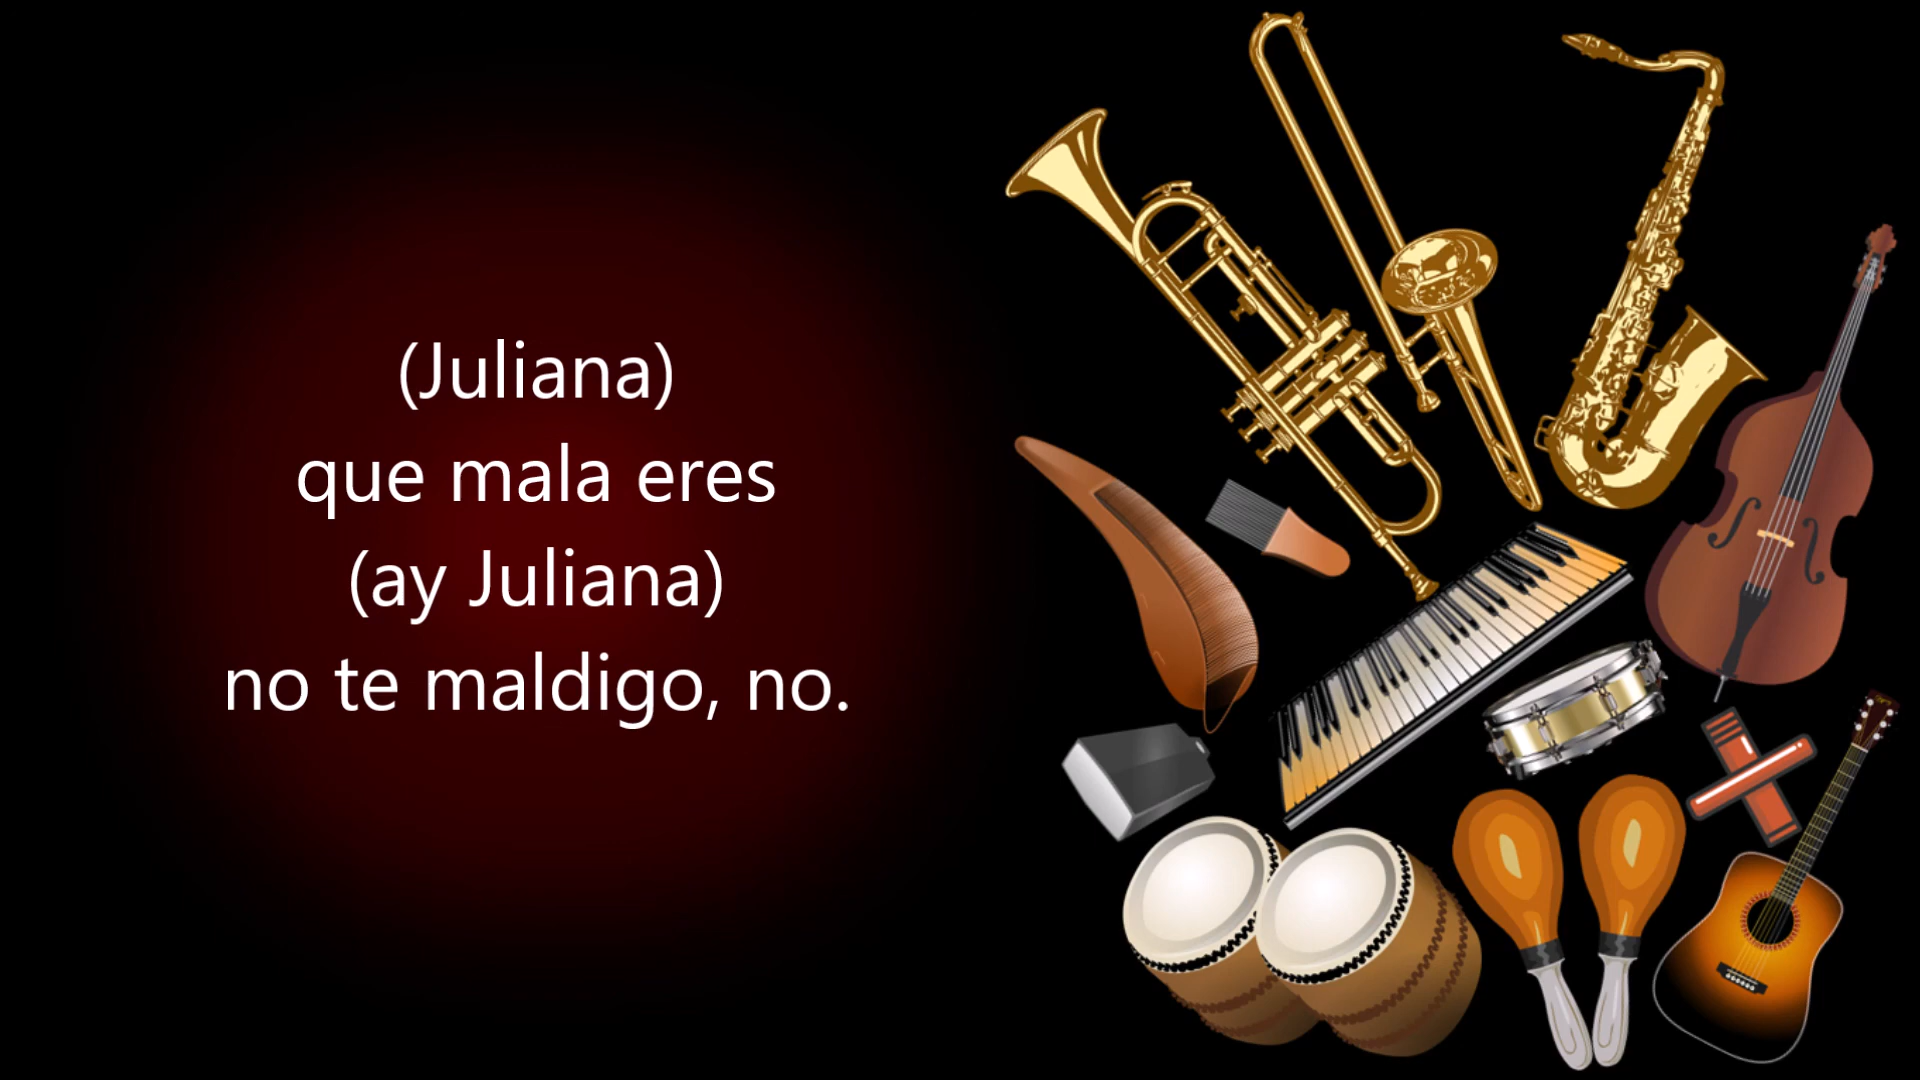 (Juliana)
que mala eres
(ay Juliana)
no te maldigo, no.